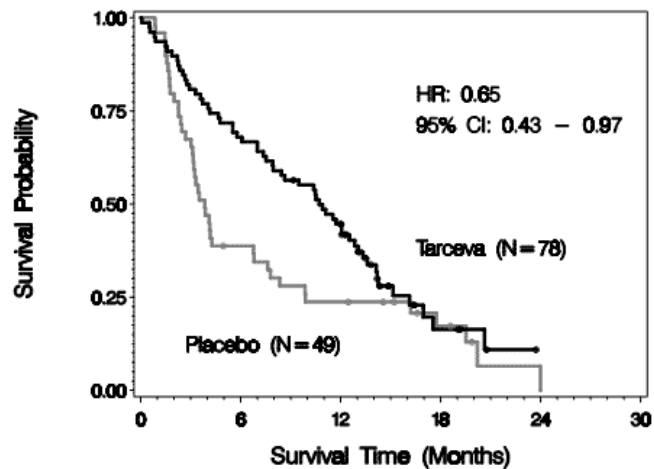 1.00
HR: 0.65
0.75
95% CI: 0.43 – 0.97
Survival Probability
0.50
Tarceva (N=78)
0.25
Placebo (N=49)
0.00
0 6 12 18 24 30
Survival Time (Months)